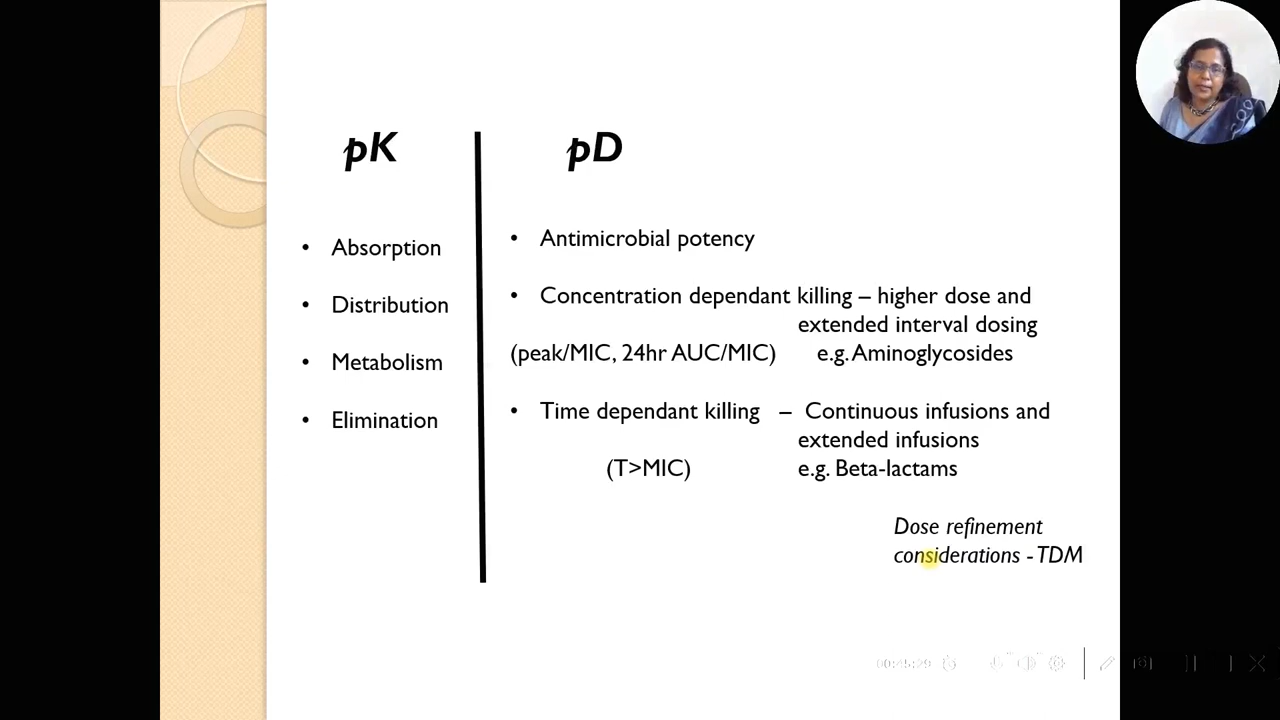 pK
pD
• Absorption
• Distribution
• Metabolism
• Elimination
• Antimicrobial potency
• Concentration dependant killing – higher dose and
extended interval dosing
(peak/MIC, 24hr AUC/MIC) e.g. Aminoglycosides
• Time dependant killing – Continuous infusions and
extended infusions
(T>MIC) e.g. Beta-lactams
Dose refinement
considerations - TDM